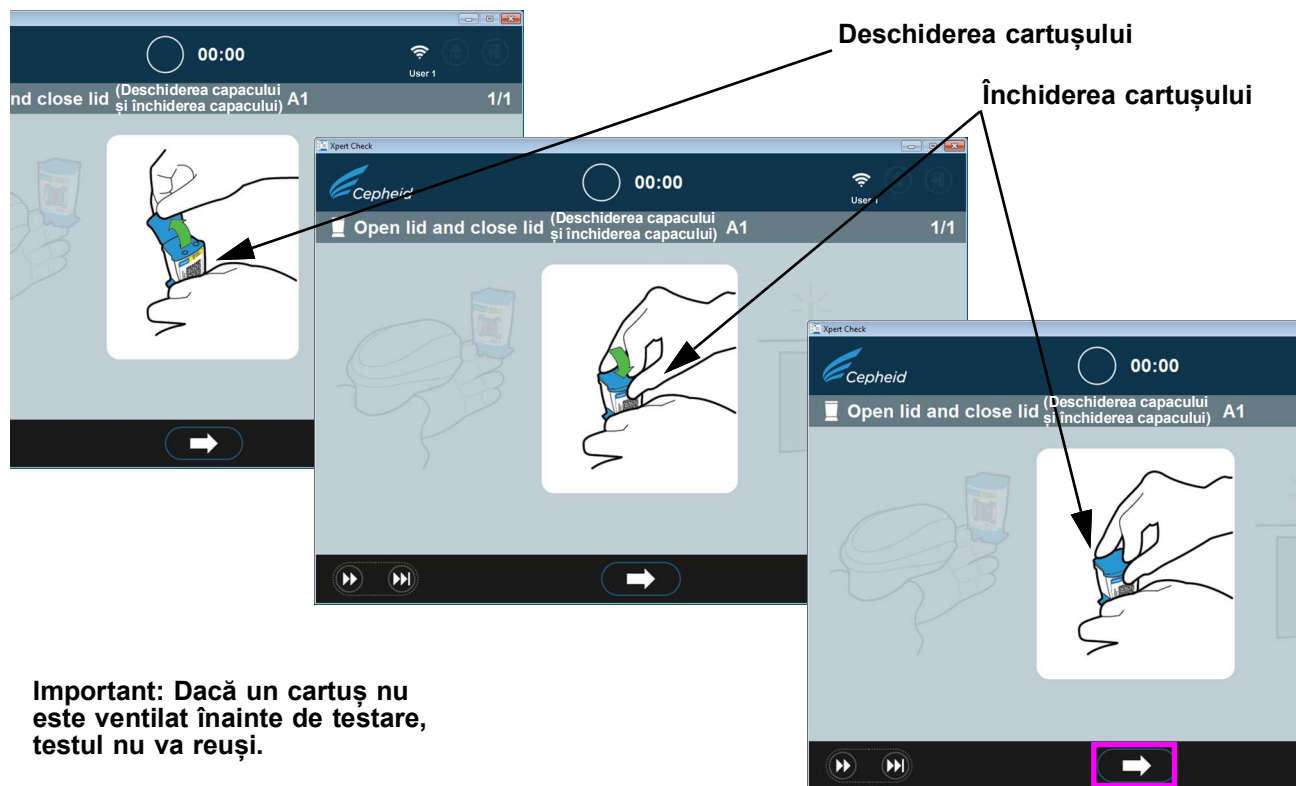 Deschiderea cartușului
Închiderea cartușului
00:00
User 1
nd close lid (Deschiderea capacului
și închiderea capacului) A1
1/1
Xpert Check
Cepheid
00:00
User 1
Open lid and close lid (Deschiderea capacului
și închiderea capacului) A1
1/1
Xpert Check
Cepheid
00:00
Open lid and close lid (Deschiderea capacului
și închiderea capacului) A1
Important: Dacă un cartuș nu
este ventilat înainte de testare,
testul nu va reuși.